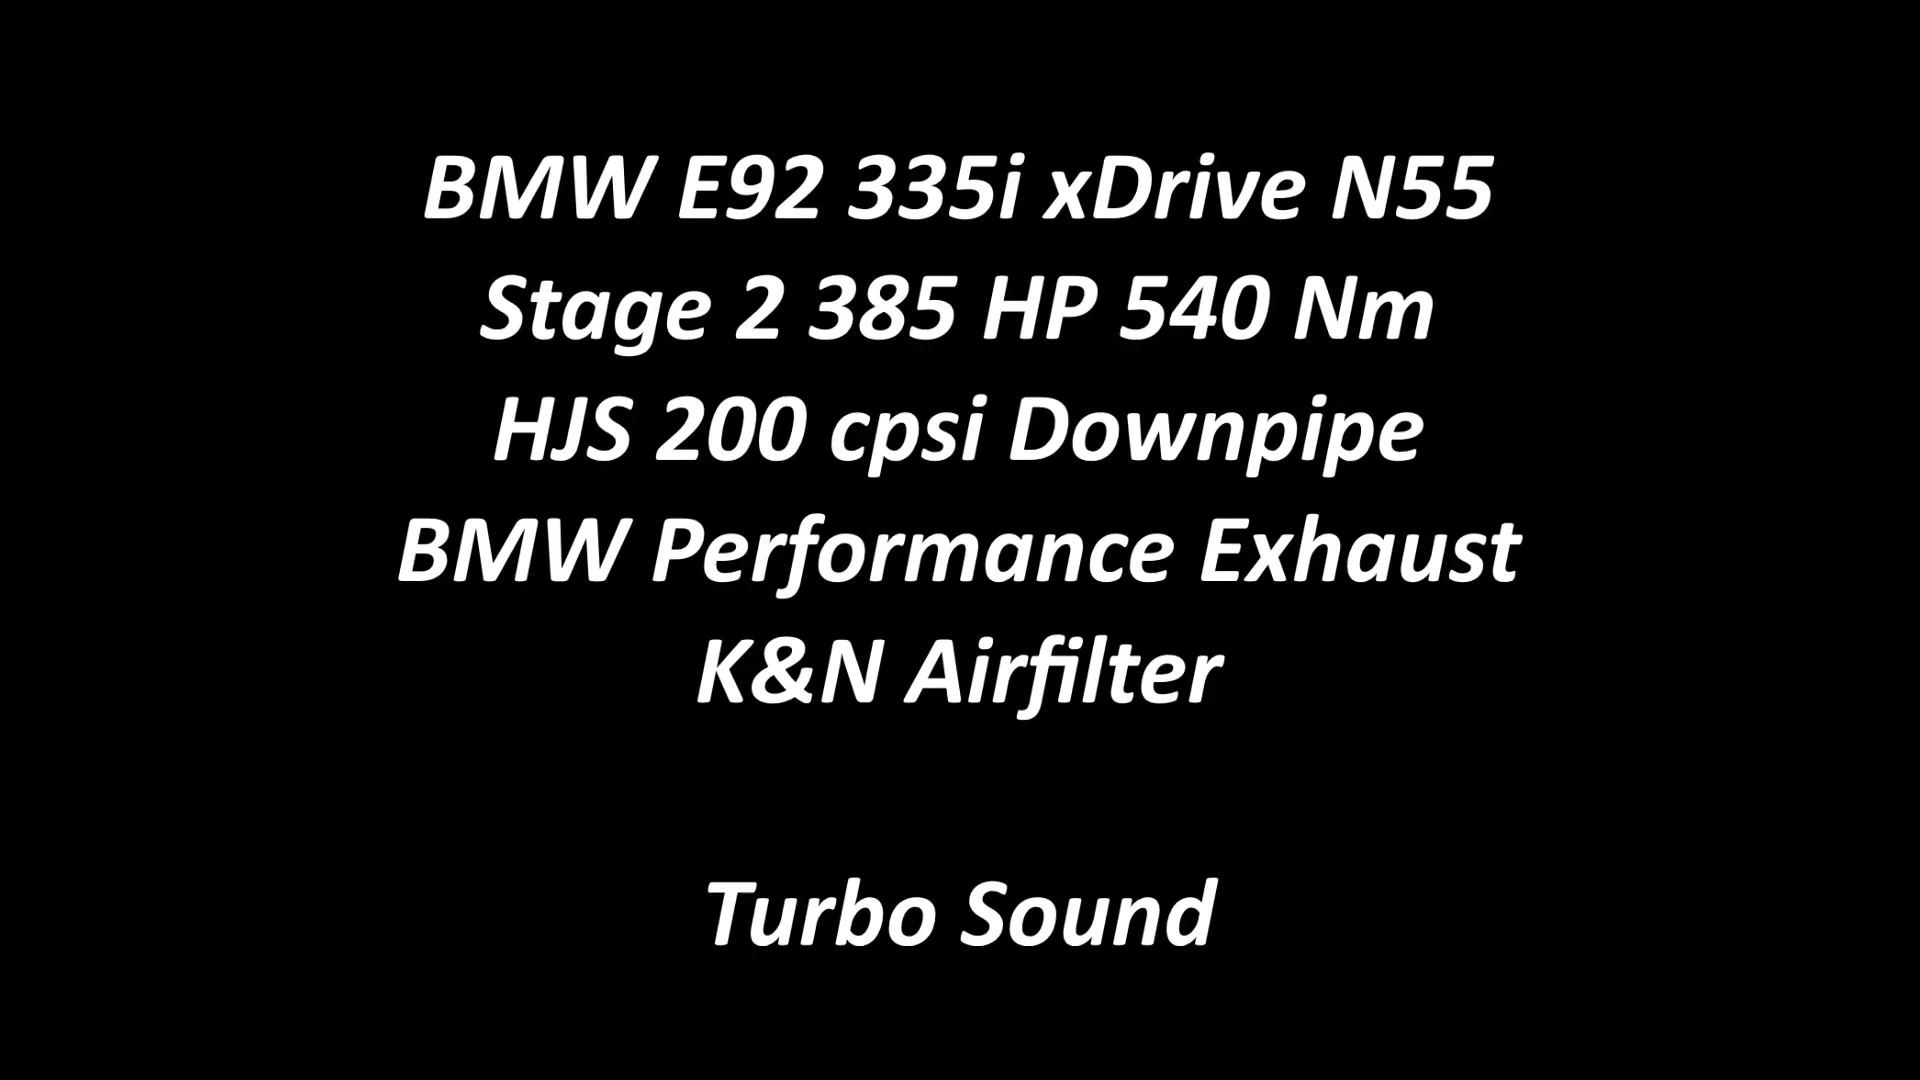 BMW E92 335i xDrive N55
Stage 2 385 HP 540 Nm
HJS 200 cpsi Downpipe
BMW Performance Exhaust
K&N Airfilter
Turbo Sound